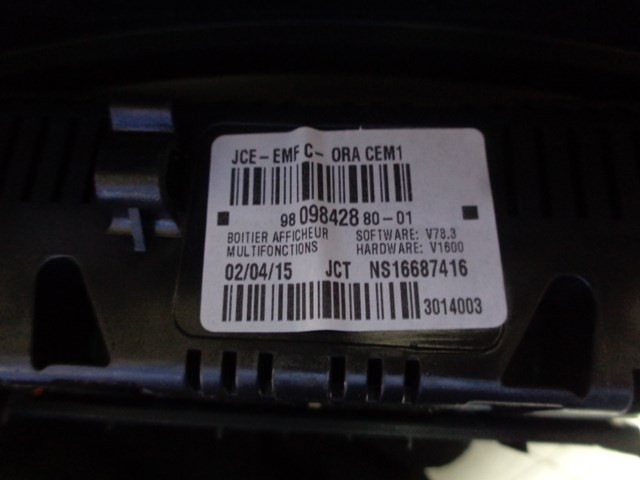 JCE-EMF C- ORA CEM1
98 098428 80-01
BOITIER AFFICHEUR SOFTWARE: V78.3
MULTIFONCTIONS HARDWARE: V1600
02/04/15 JCT NS16687416
3014003